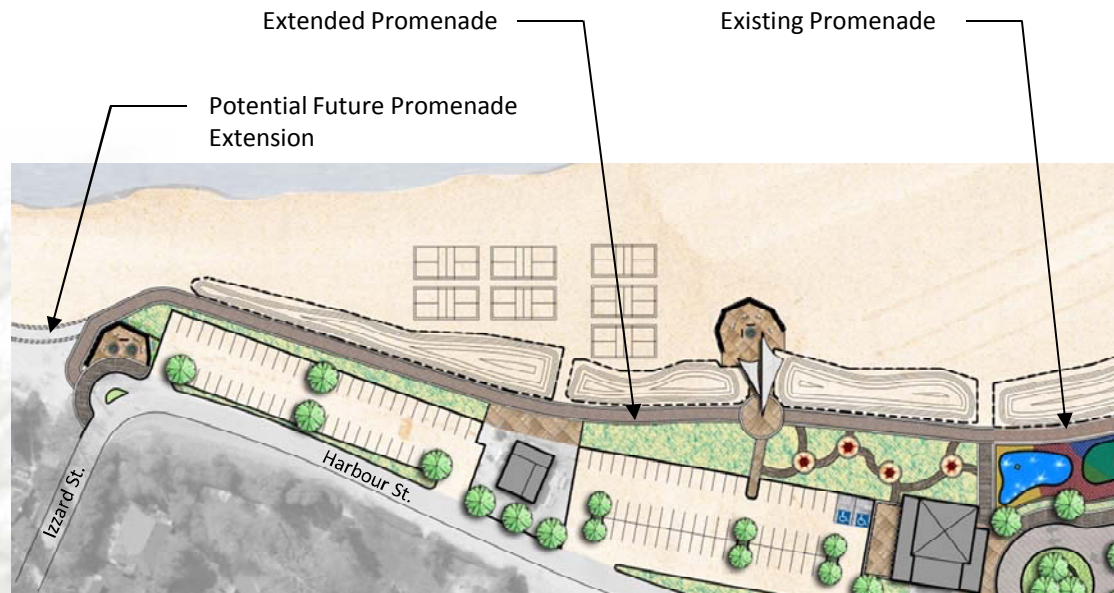 Extended Promenade
Existing Promenade
Potential Future Promenade
Extension
Harbour St.
Izzard St.